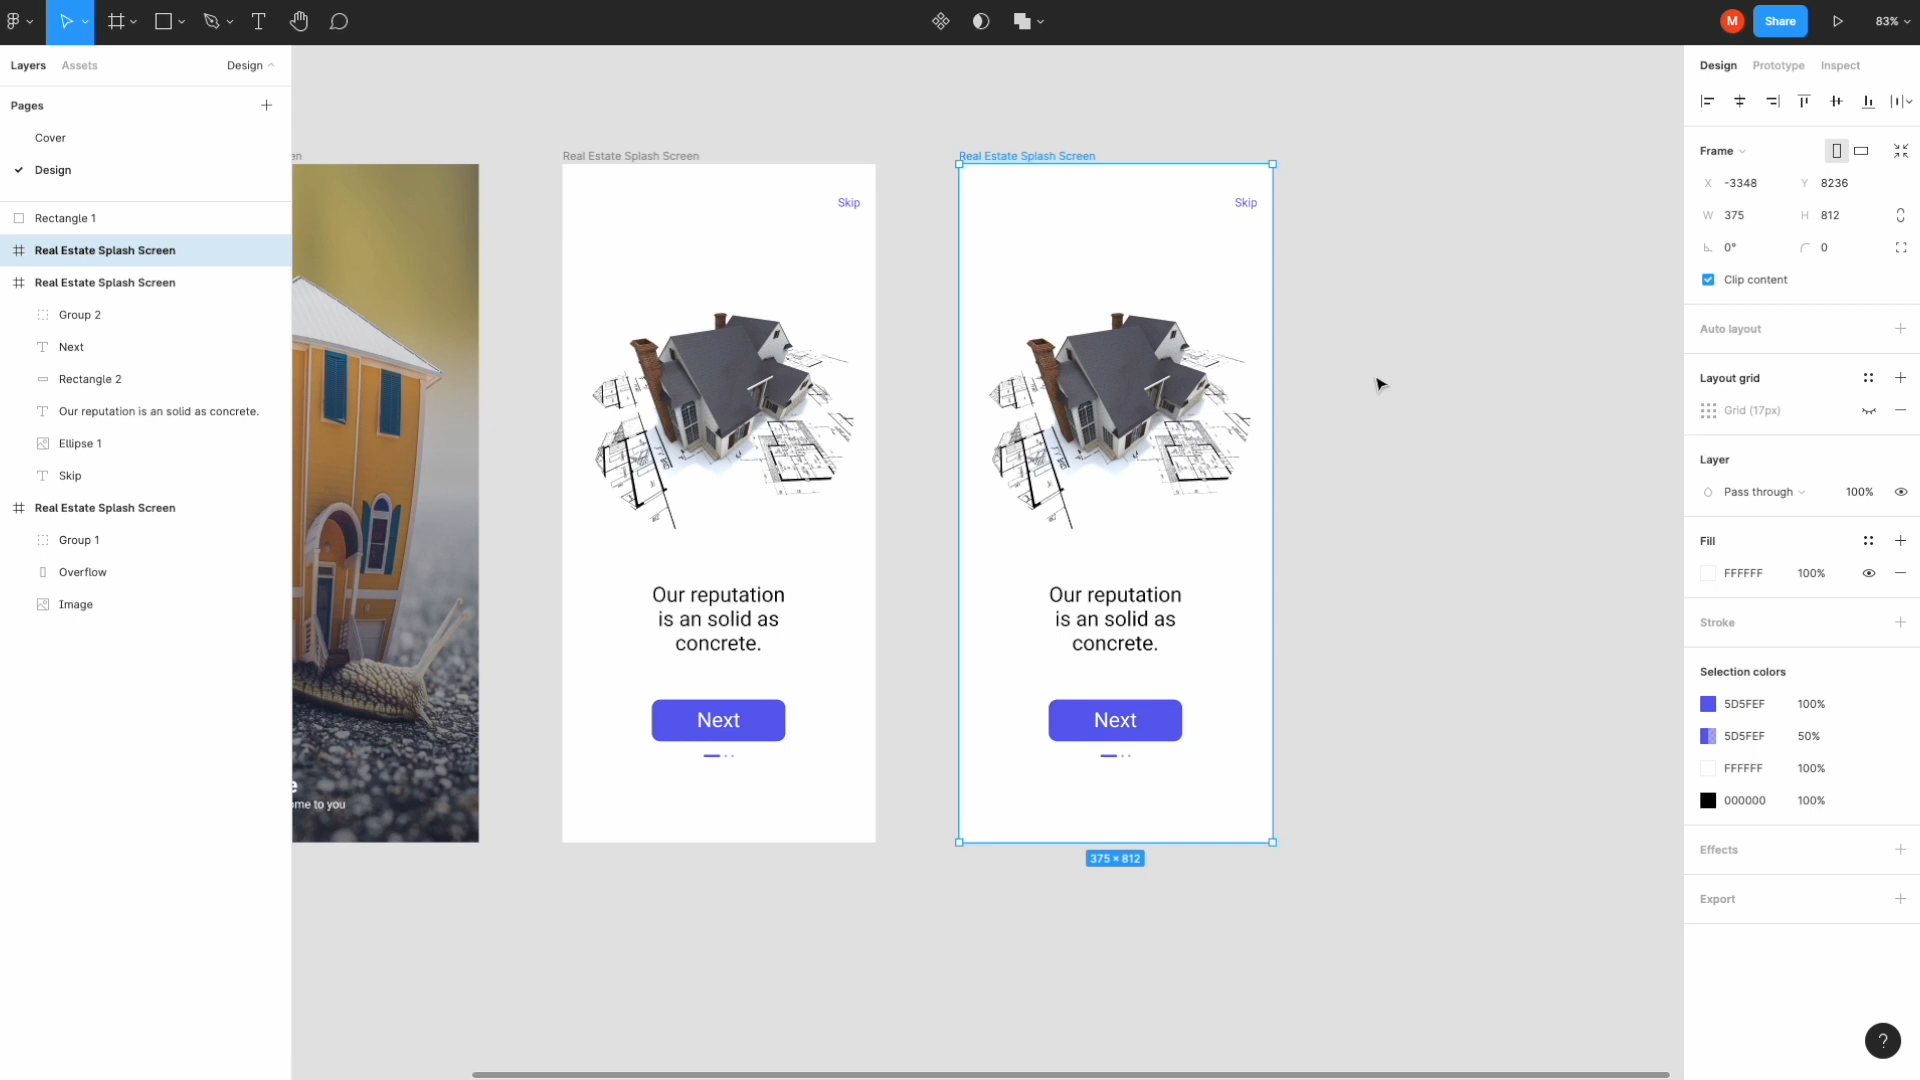 M
Share
83%
Layers
Assets
Design
Pages
Cover
Design
Rectangle 1
Real Estate Splash Screen
Real Estate Splash Screen
Group 2
Next
Rectangle 2
Our reputation is an solid as concrete.
Ellipse 1
Skip
Real Estate Splash Screen
Group 1
Overflow
Image
en
e
ome to you
Real Estate Splash Screen
Skip
Our reputation
is an solid as
concrete.
Next
Real Estate Splash Screen
Skip
Our reputation
is an solid as
concrete.
Next
375 × 812
Design
Prototype
Inspect
Frame
X -3348
Y 8236
W 375
H 812
0°
0
Clip content
Auto layout
Layout grid
Grid (17px)
Layer
Pass through
100%
Fill
FFFFFF 100%
Stroke
Selection colors
5D5FEF 100%
5D5FEF 50%
FFFFFF 100%
000000 100%
Effects
Export
?